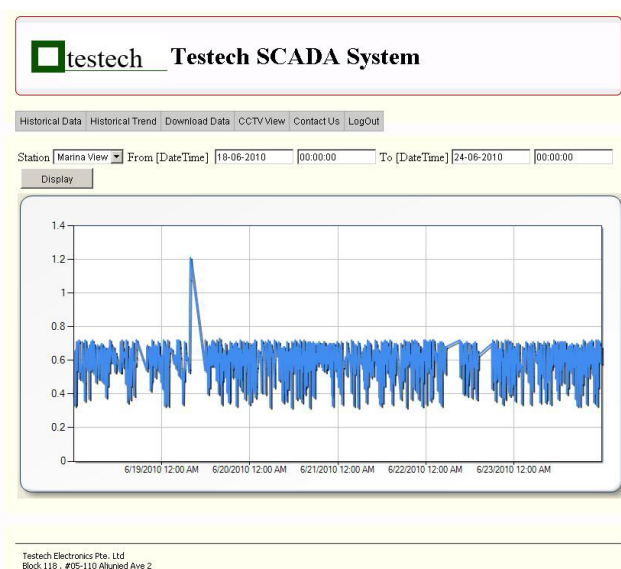 testech Testech SCADA System
Historical Data Historical Trend Download Data CCTV View Contact Us LogOut
Station Marina View From [DateTime] 18-06-2010 00:00:00 To [DateTime] 24-06-2010 00:00:00
Display
1.4
1.2
1
0.8
0.6
0.4
0.2
0
6/19/2010 12:00 AM 6/20/2010 12:00 AM 6/21/2010 12:00 AM 6/22/2010 12:00 AM 6/23/2010 12:00 AM
Testech Electronics Pte. Ltd
Block 118 , #05-110 Aljunied Ave 2